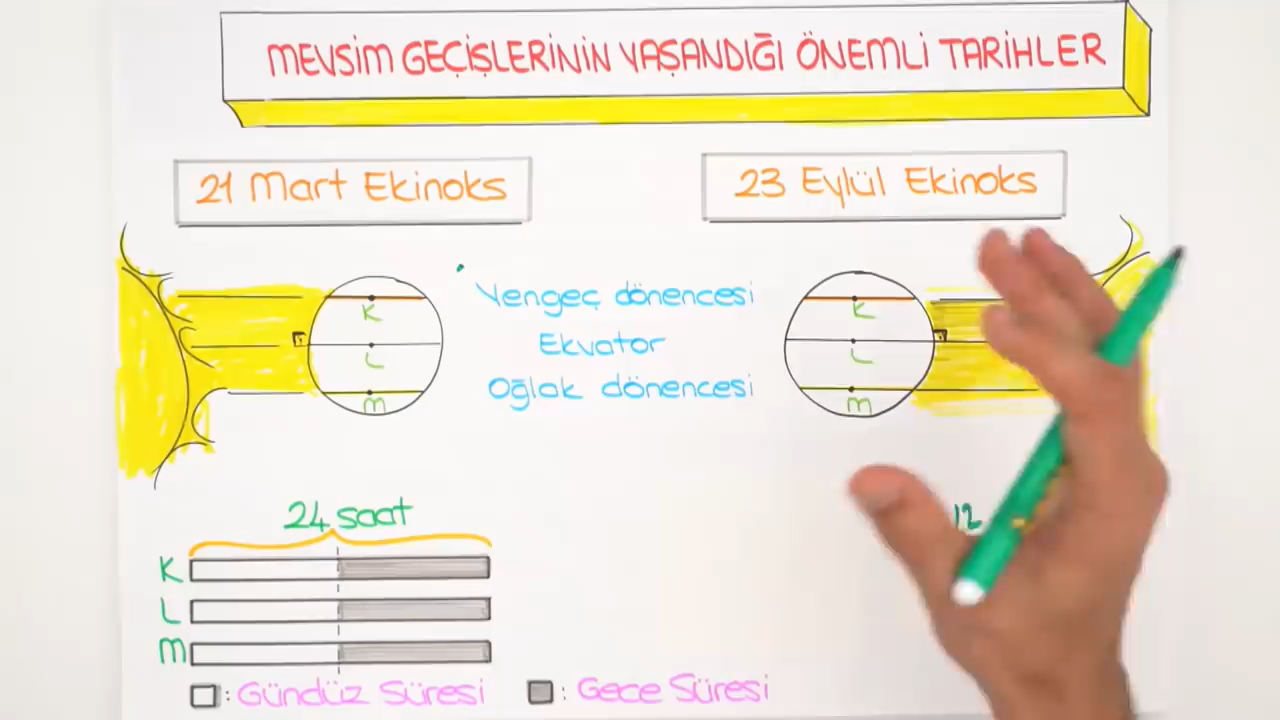 MEVSİM GEÇİŞLERİNİN YAŞANDIĞI ÖNEMLİ TARİHLER
21 Mart Ekinoks
23 Eylül Ekinoks
K
L
M
Yengeç dönencesi
Ekvator
Oğlak dönencesi
K
L
M
24 saat
12
K
L
M
: Gündüz Süresi
: Gece Süresi